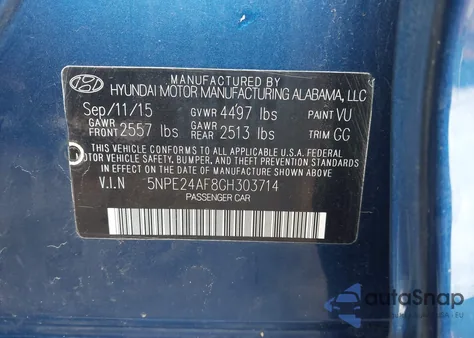 MANUFACTURED BY
HYUNDAI MOTOR MANUFACTURING ALABAMA, LLC
Sep/11/15 GVWR 4497 lbs PAINT VU
GAWR FRONT 2557 lbs GAWR REAR 2513 lbs TRIM GG
THIS VEHICLE CONFORMS TO ALL APPLICABLE U.S.A. FEDERAL
MOTOR VEHICLE SAFETY, BUMPER, AND THEFT PREVENTION
STANDARDS IN EFFECT ON THE DATE OF MANUFACTURE SHOWN ABOVE.
V.I.N 5NPE24AF8GH303714
PASSENGER CAR
autoSnap